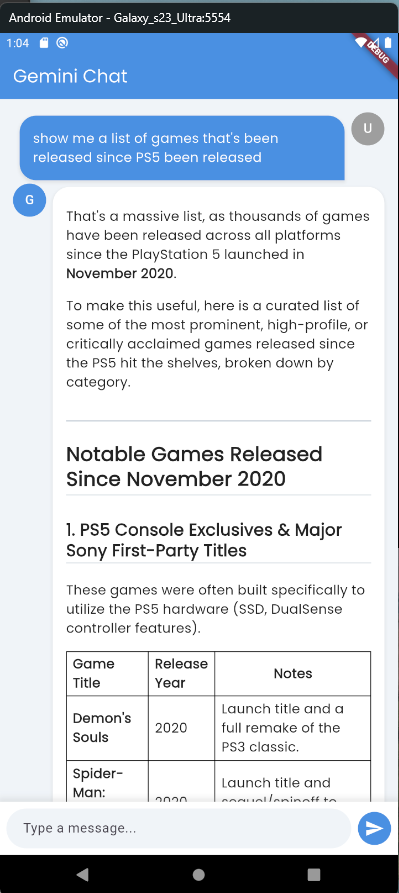 Android Emulator - Galaxy_s23_Ultra:5554
1:04
DEBUG
Gemini Chat
show me a list of games that's been
released since PS5 been released
U
G
That's a massive list, as thousands of games
have been released across all platforms
since the PlayStation 5 launched in
November 2020.
To make this useful, here is a curated list of
some of the most prominent, high-profile, or
critically acclaimed games released since
the PS5 hit the shelves, broken down by
category.
Notable Games Released
Since November 2020
1. PS5 Console Exclusives & Major
Sony First-Party Titles
These games were often built specifically to
utilize the PS5 hardware (SSD, DualSense
controller features).
Game Title
Release Year
Notes
Demon's Souls
2020
Launch title and a
full remake of the
PS3 classic.
Spider-
Man:
2020
Launch title and
sequel/spinoff to
Type a message...